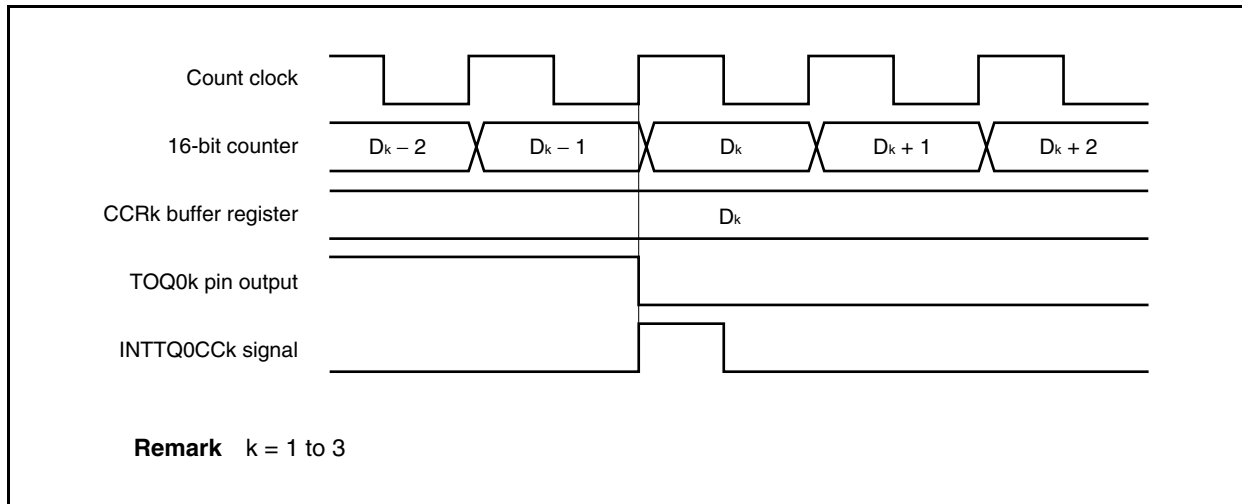 Count clock
16-bit counter Dk − 2 Dk − 1 Dk Dk + 1 Dk + 2
CCRk buffer register Dk
TOQ0k pin output
INTTQ0CCk signal
Remark k = 1 to 3